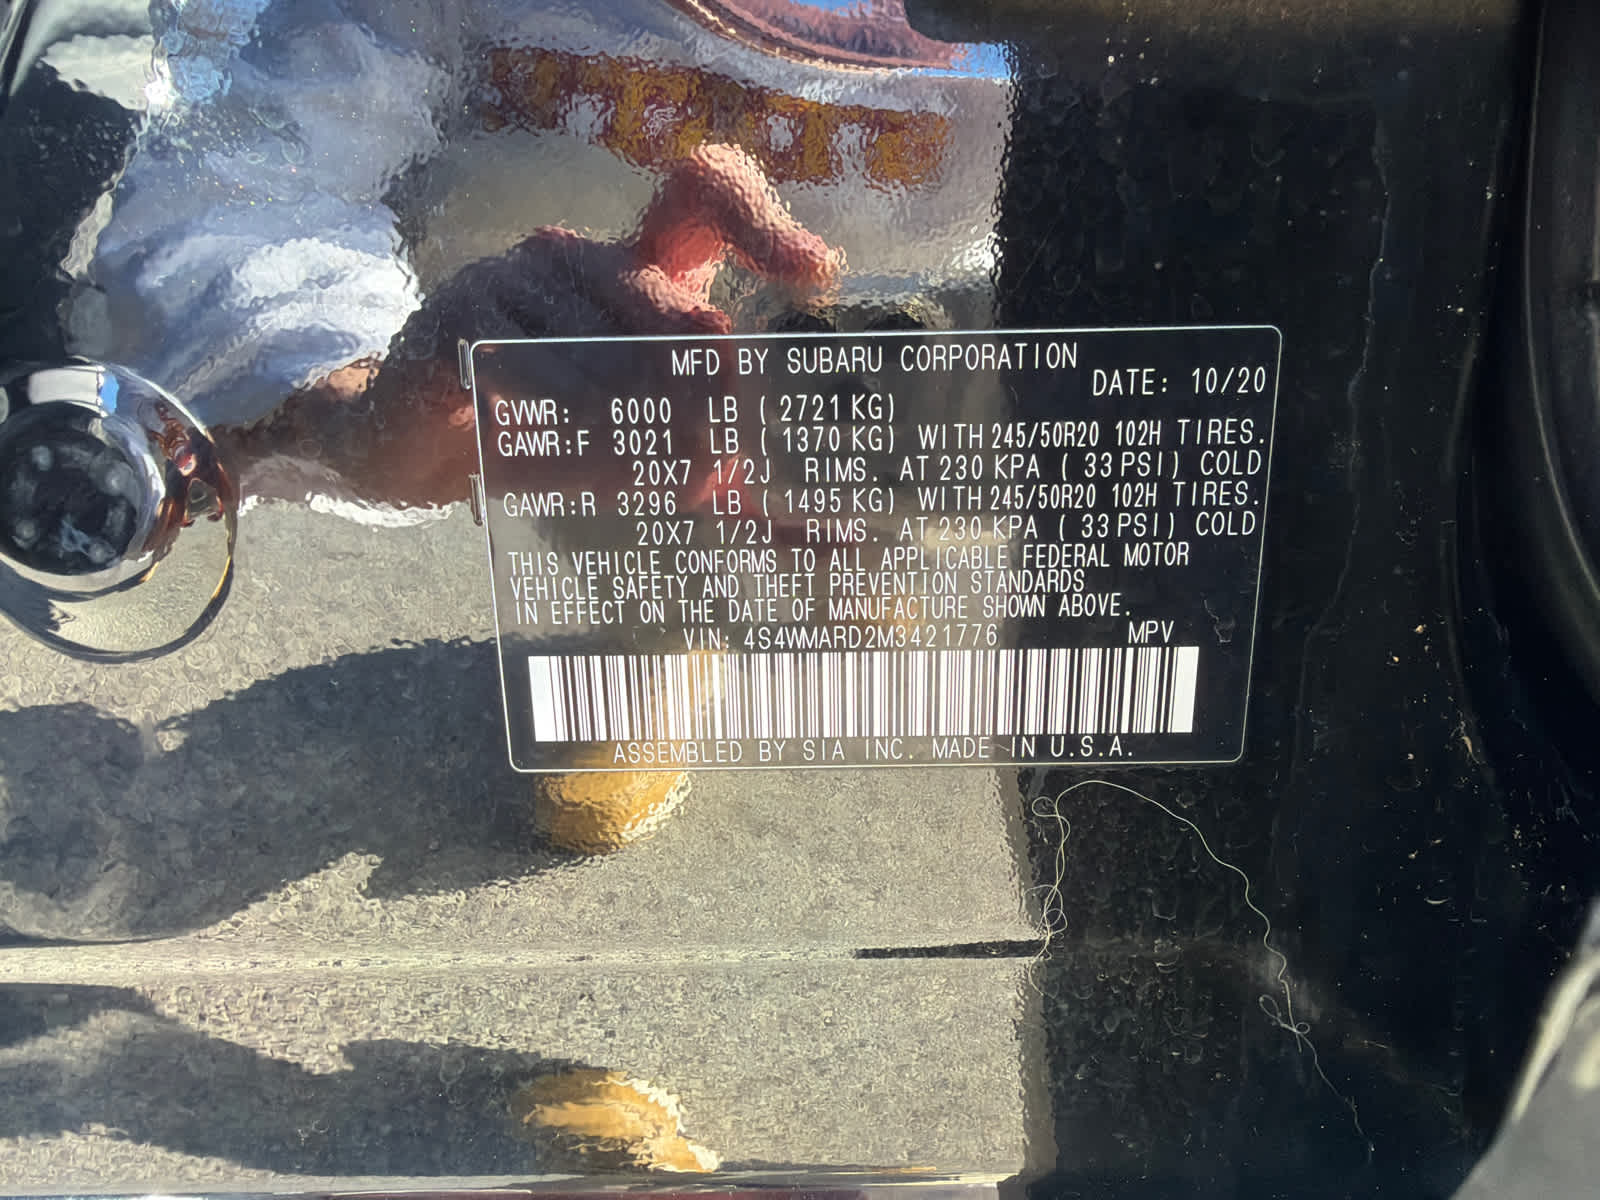 MFD BY SUBARU CORPORATION
DATE: 10/20
GVWR: 6000 LB ( 2721 KG)
GAWR:F 3021 LB ( 1370 KG) WITH 245/50R20 102H TIRES.
20X7 1/2J RIMS. AT 230 KPA ( 33 PSI) COLD
GAWR:R 3296 LB ( 1495 KG) WITH 245/50R20 102H TIRES.
20X7 1/2J RIMS. AT 230 KPA ( 33 PSI) COLD
THIS VEHICLE CONFORMS TO ALL APPLICABLE FEDERAL MOTOR
VEHICLE SAFETY AND THEFT PREVENTION STANDARDS
IN EFFECT ON THE DATE OF MANUFACTURE SHOWN ABOVE.
VIN: 4S4WMARD2M3421776 MPV
ASSEMBLED BY SIA INC. MADE IN U.S.A.